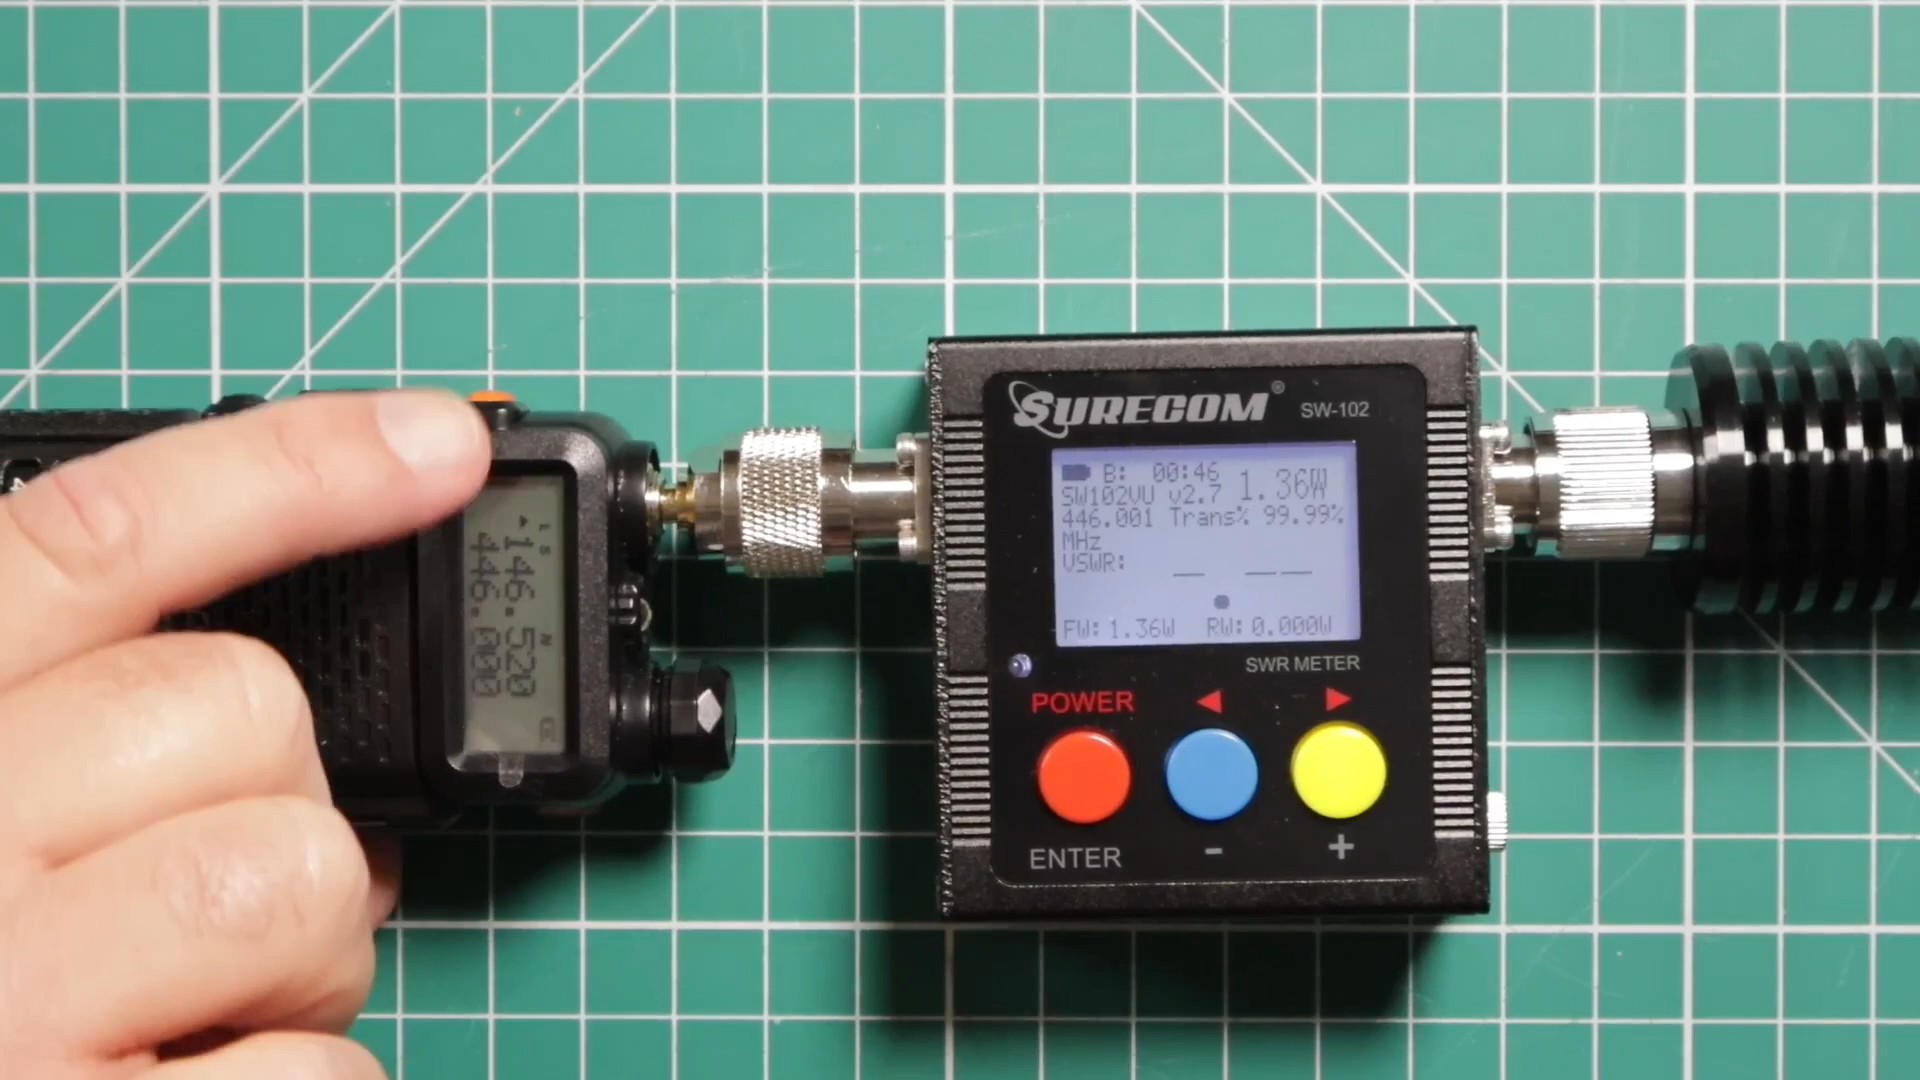 L S
▲146.520 N
446.000
SURECOM® SW-102
B: 00:46 1.36W
SW102VU v2.7
446.001 Trans% 99.99%
MHz
VSWR: _ . _ _
FW: 1.36W RW: 0.000W
SWR METER
POWER ◀ ▶
ENTER - +